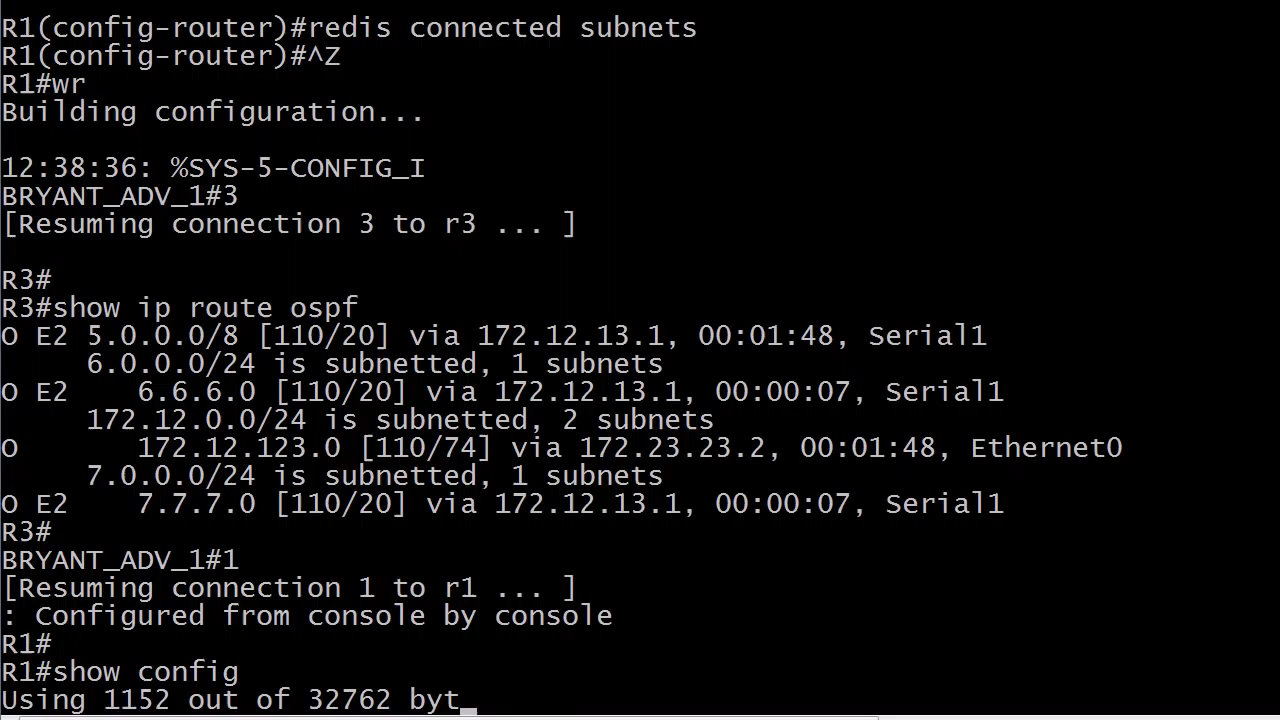 R1(config-router)#redis connected subnets
R1(config-router)#^Z
R1#wr
Building configuration...
12:38:36: %SYS-5-CONFIG_I
BRYANT_ADV_1#3
[Resuming connection 3 to r3 ... ]
R3#
R3#show ip route ospf
O E2 5.0.0.0/8 [110/20] via 172.12.13.1, 00:01:48, Serial1
     6.0.0.0/24 is subnetted, 1 subnets
O E2    6.6.6.0 [110/20] via 172.12.13.1, 00:00:07, Serial1
     172.12.0.0/24 is subnetted, 2 subnets
O       172.12.123.0 [110/74] via 172.23.23.2, 00:01:48, Ethernet0
     7.0.0.0/24 is subnetted, 1 subnets
O E2    7.7.7.0 [110/20] via 172.12.13.1, 00:00:07, Serial1
R3#
BRYANT_ADV_1#1
[Resuming connection 1 to r1 ... ]
: Configured from console by console
R1#
R1#show config
Using 1152 out of 32762 byt